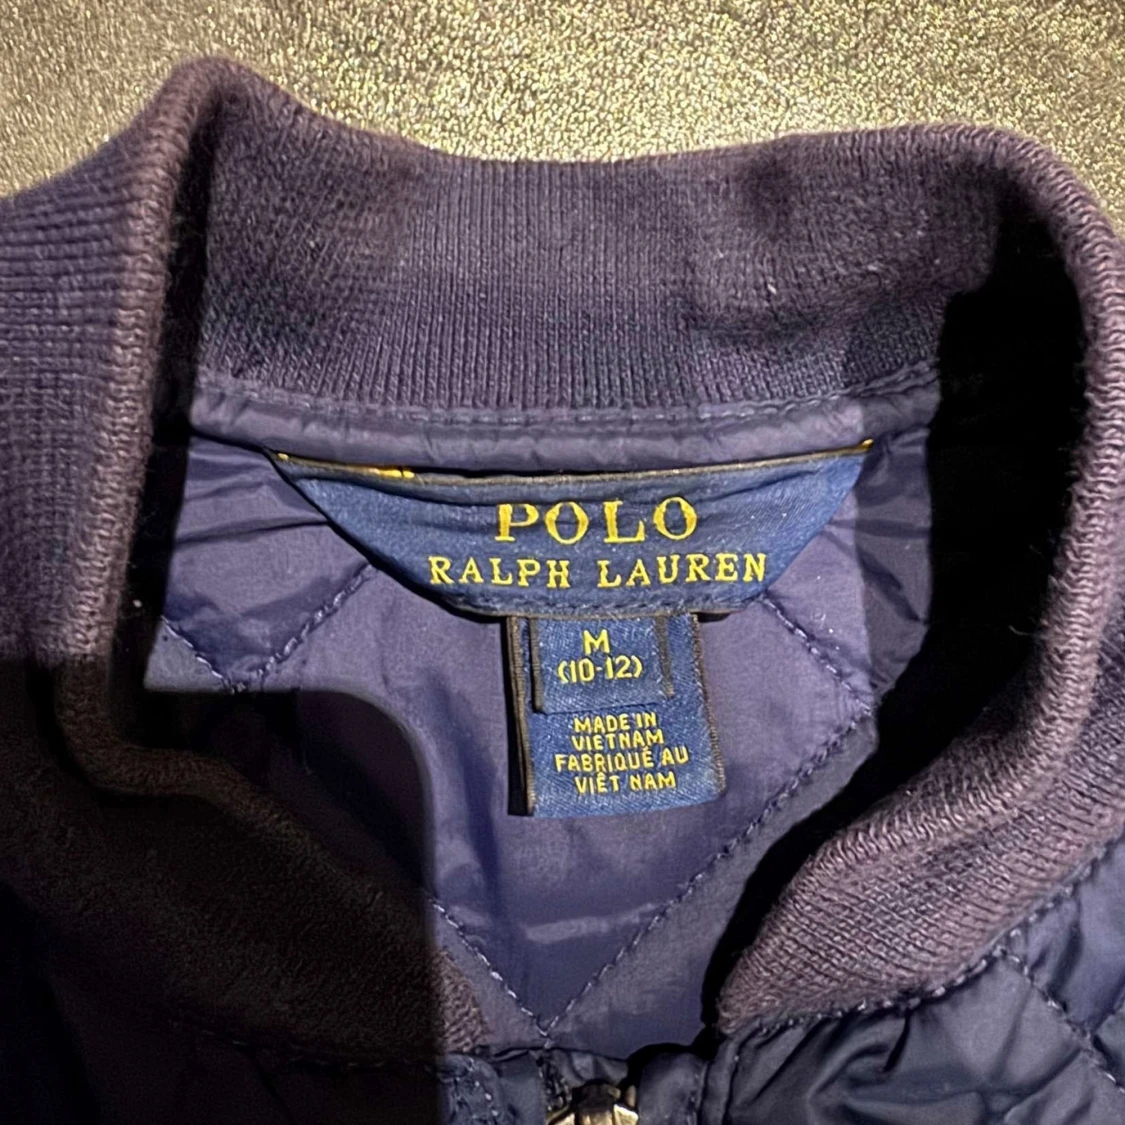 POLO
RALPH LAUREN
M
(10-12)
MADE IN
VIETNAM
FABRIQUÉ AU
VIÊT NAM